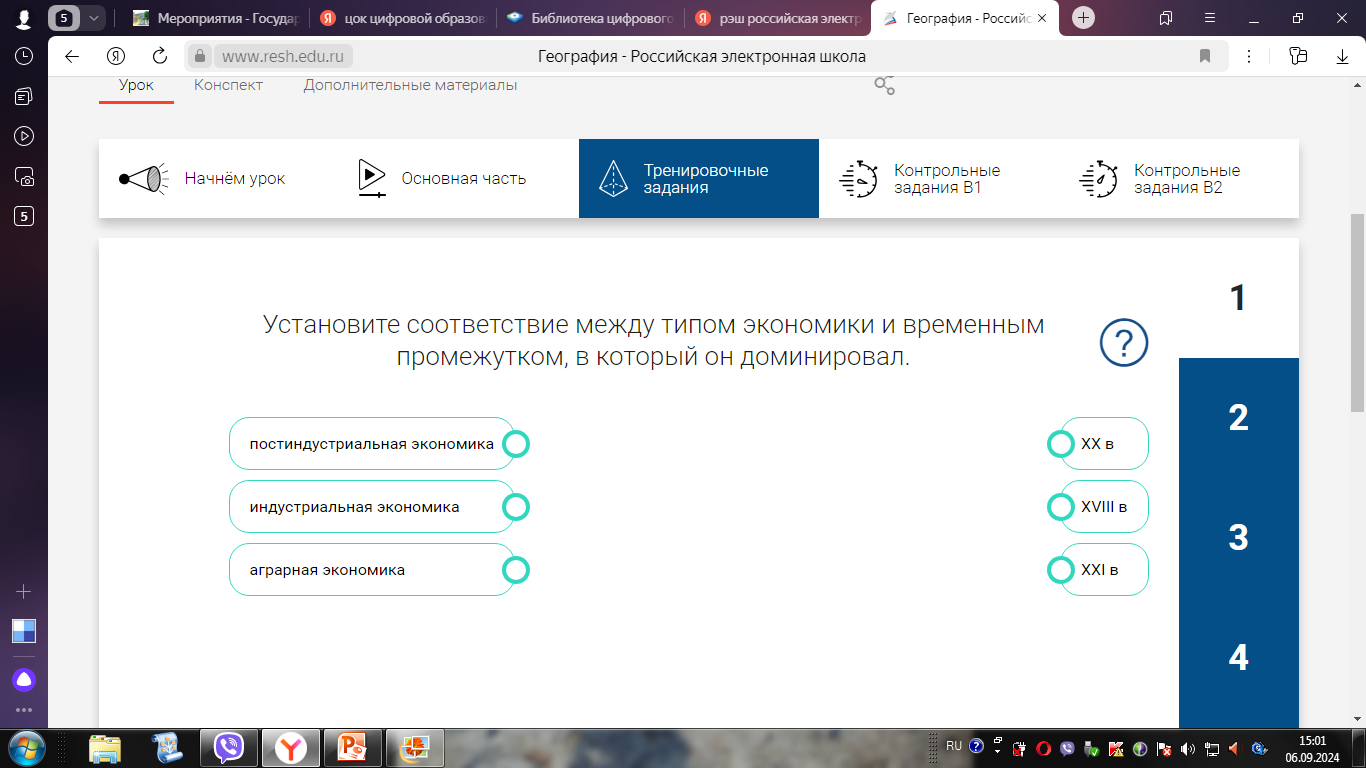 5
Мероприятия - Государ
цок цифровой образов
Библиотека цифрового
рэш российская электр
География - Российс
www.resh.edu.ru
География - Российская электронная школа
Урок
Конспект
Дополнительные материалы
Начнём урок
Основная часть
Тренировочные
задания
Контрольные
задания В1
Контрольные
задания В2
5
1
Установите соответствие между типом экономики и временным
промежутком, в который он доминировал.
?
2
постиндустриальная экономика
XX в
индустриальная экономика
XVIII в
3
аграрная экономика
XXI в
4
RU
15:01
06.09.2024